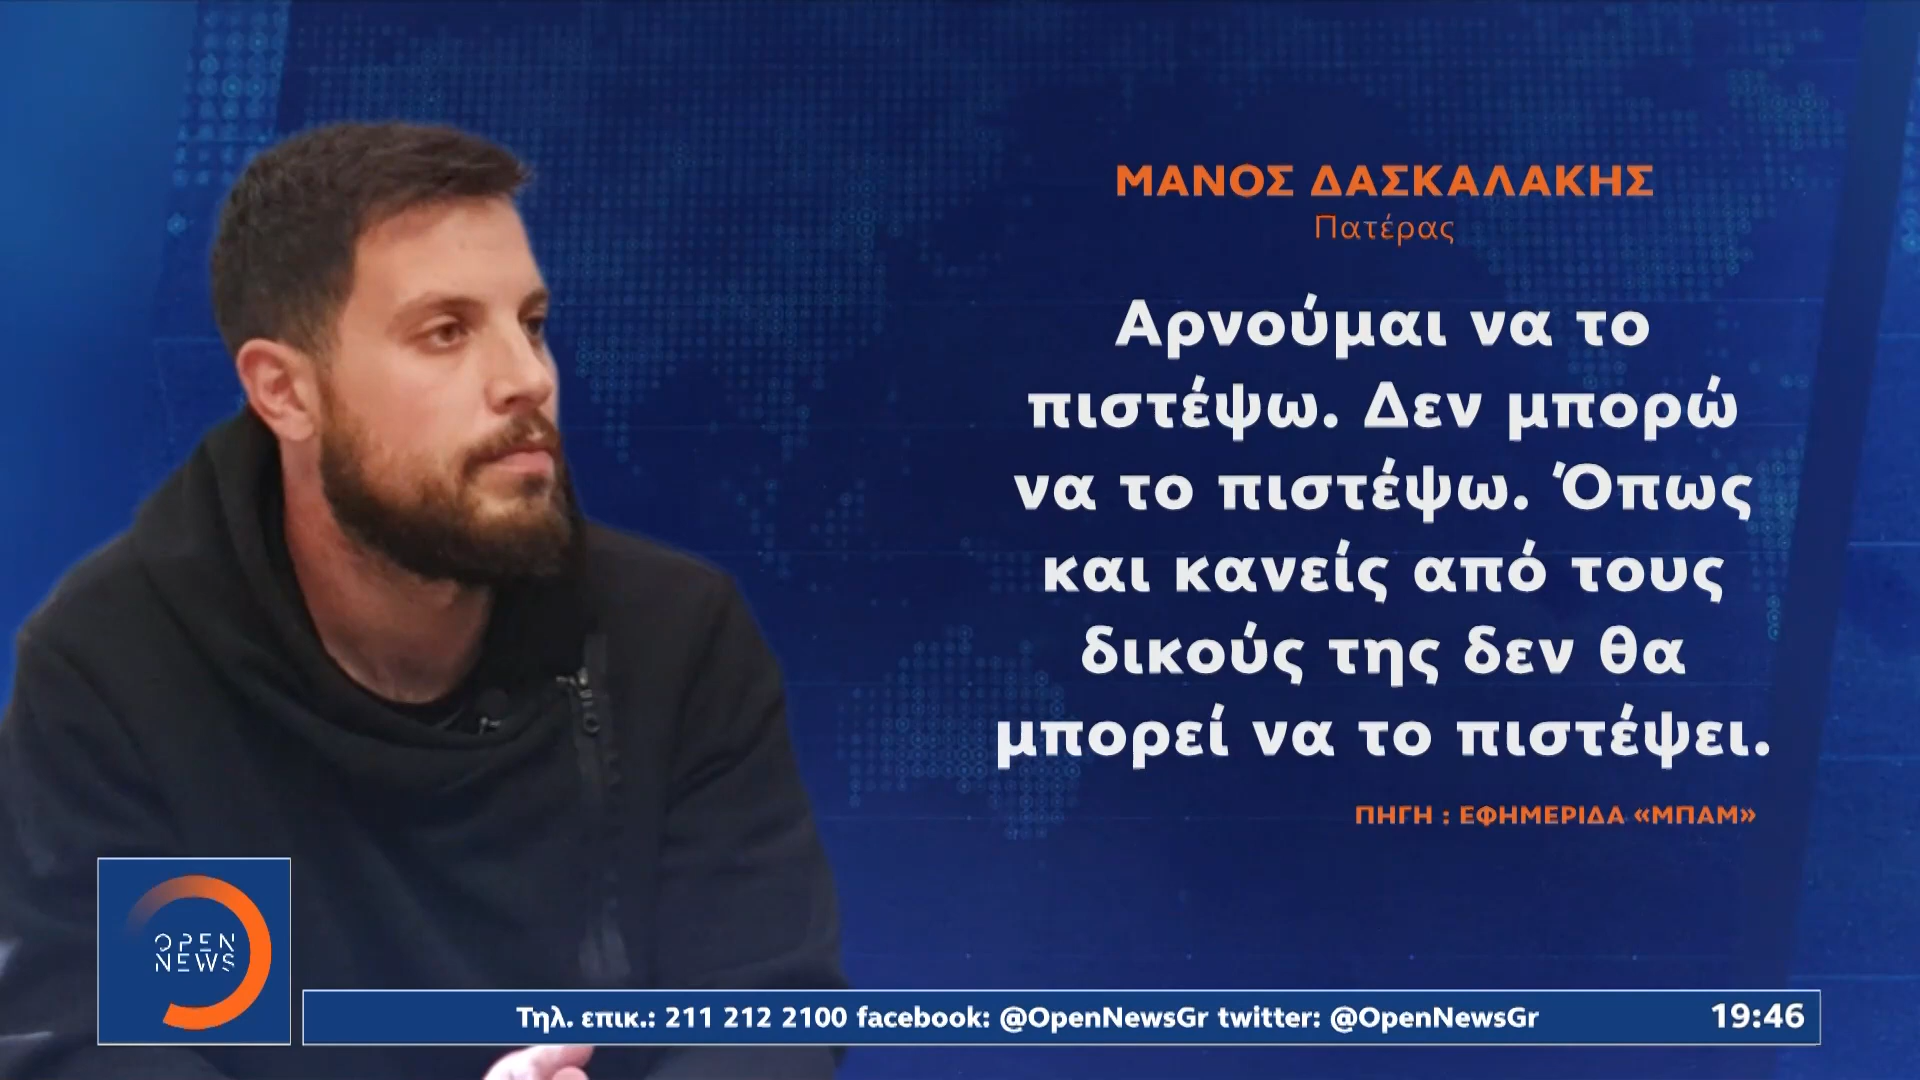 ΜΑΝΟΣ ΔΑΣΚΑΛΑΚΗΣ
Πατέρας
Αρνούμαι να το
πιστέψω. Δεν μπορώ
να το πιστέψω. Όπως
και κανείς από τους
δικούς της δεν θα
μπορεί να το πιστέψει.
ΠΗΓΗ : ΕΦΗΜΕΡΙΔΑ «ΜΠΑΜ»
OPEN
NEWS
Τηλ. επικ.: 211 212 2100 facebook: @OpenNewsGr twitter: @OpenNewsGr
19:46